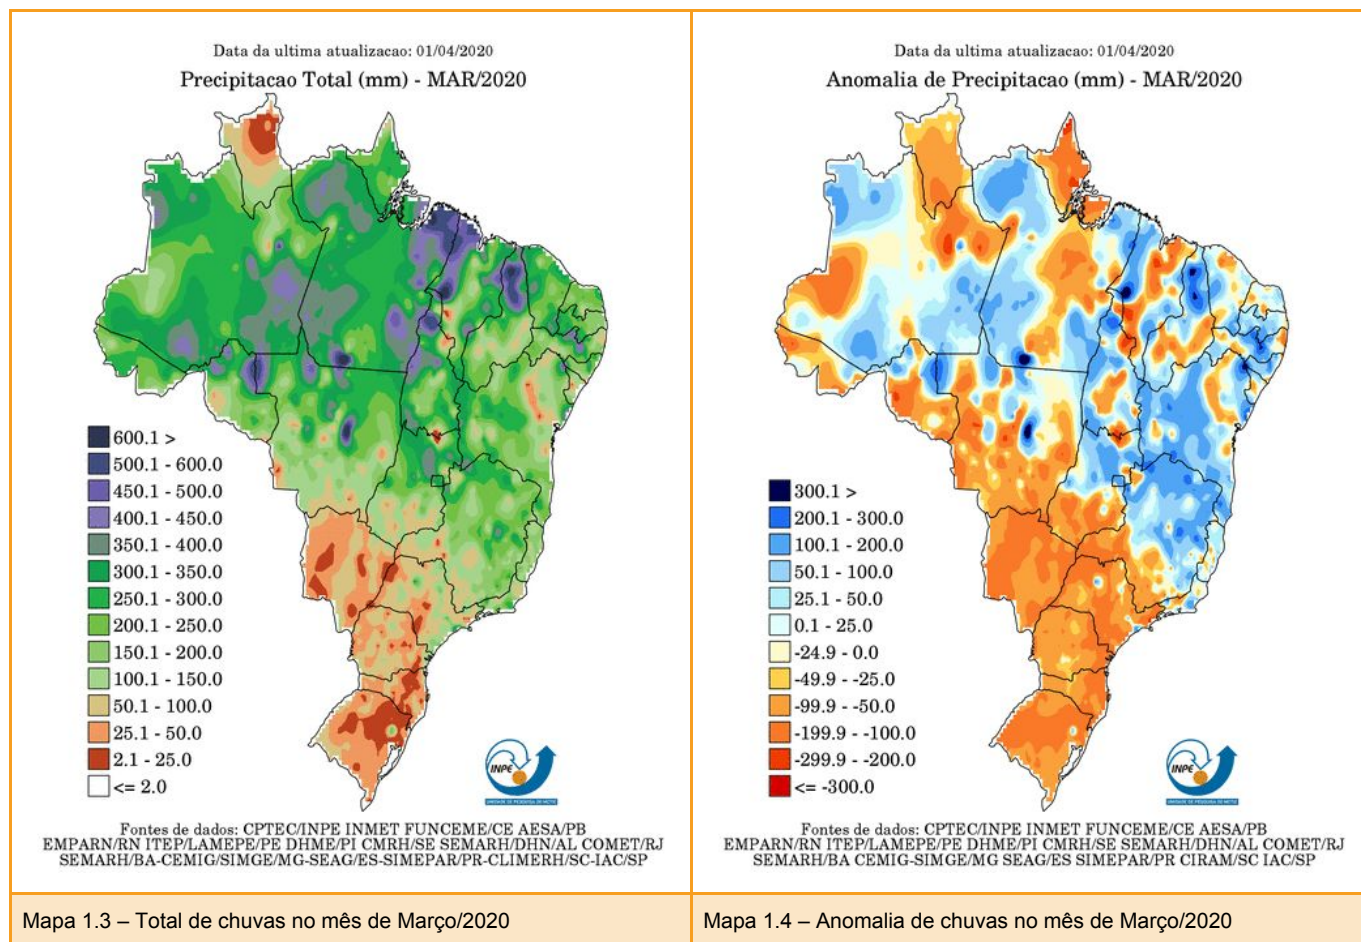 Data da ultima atualizacao: 01/04/2020
Precipitacao Total (mm) - MAR/2020
600.1 >
500.1 - 600.0
450.1 - 500.0
400.1 - 450.0
350.1 - 400.0
300.1 - 350.0
250.1 - 300.0
200.1 - 250.0
150.1 - 200.0
100.1 - 150.0
50.1 - 100.0
25.1 - 50.0
2.1 - 25.0
<= 2.0
INPE
UNIDADE DE PESQUISA DO MCTIC
Fontes de dados: CPTEC/INPE INMET FUNCEME/CE AESA/PB
EMPARN/RN ITEP/LAMEPE/PE DHME/PI CMRH/SE SEMARH/DHN/AL COMET/RJ
SEMARH/BA-CEMIG/SIMGE/MG-SEAG/ES-SIMEPAR/PR-CLIMERH/SC-IAC/SP
Mapa 1.3 – Total de chuvas no mês de Março/2020
Data da ultima atualizacao: 01/04/2020
Anomalia de Precipitacao (mm) - MAR/2020
300.1 >
200.1 - 300.0
100.1 - 200.0
50.1 - 100.0
25.1 - 50.0
0.1 - 25.0
-24.9 - 0.0
-49.9 - -25.0
-99.9 - -50.0
-199.9 - -100.0
-299.9 - -200.0
<= -300.0
INPE
UNIDADE DE PESQUISA DO MCTIC
Fontes de dados: CPTEC/INPE INMET FUNCEME/CE AESA/PB
EMPARN/RN ITEP/LAMEPE/PE DHME/PI CMRH/SE SEMARH/DHN/AL COMET/RJ
SEMARH/BA CEMIG-SIMGE/MG SEAG/ES SIMEPAR/PR CIRAM/SC IAC/SP
Mapa 1.4 – Anomalia de chuvas no mês de Março/2020